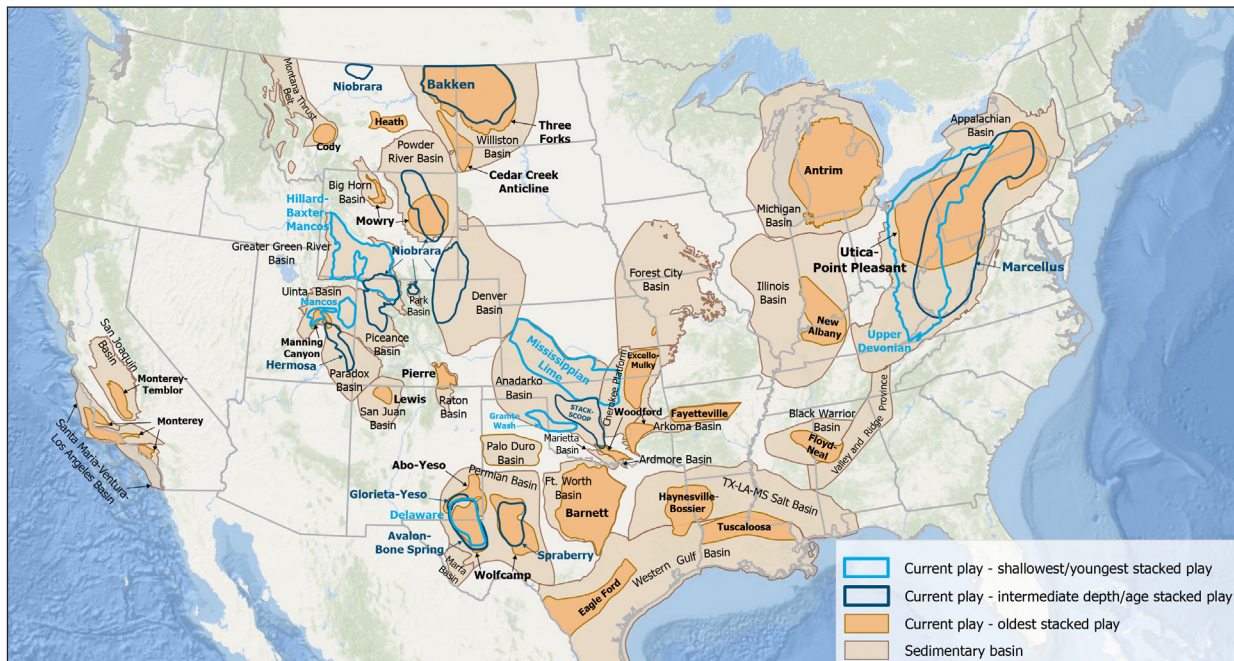 Montana Thrust
Belt
Niobrara
Bakken
Heath
Cody
Three
Forks
Williston
Basin
Powder
River Basin
Cedar Creek
Anticline
Big Horn
Basin
Hillard-
Baxter-
Mancos
Mowry
Greater Green River
Basin
Niobrara
Park
Basin
Denver
Basin
Uinta Basin
Mancos
Manning
Canyon
Hermosa
Piceance
Basin
Paradox
Basin
San Joaquin
Basin
Monterey-
Temblor
Monterey
Santa Maria-Ventura-
Los Angeles Basin
Pierre
Raton
Basin
Lewis
San Juan
Basin
Forest City
Basin
Mississippian
Lime
Anadarko
Basin
Cherokee Platform
Excello-
Mulky
STACK-
SCOOP
Granite
Wash
Woodford
Fayetteville
Arkoma Basin
Marietta
Basin
Ardmore Basin
Palo Duro
Basin
Abo-Yeso
Permian Basin
Glorieta-Yeso
Delaware
Avalon-
Bone Spring
Marfa
Basin
Wolfcamp
Spraberry
Ft. Worth
Basin
Barnett
Haynesville-
Bossier
TX-LA-MS Salt Basin
Tuscaloosa
Western Gulf Basin
Eagle Ford
Michigan
Basin
Antrim
Illinois
Basin
New
Albany
Black Warrior
Basin
Floyd-
Neal
Valley and Ridge Province
Appalachian
Basin
Utica-
Point Pleasant
Marcellus
Upper
Devonian
Current play - shallowest/youngest stacked play
Current play - intermediate depth/age stacked play
Current play - oldest stacked play
Sedimentary basin